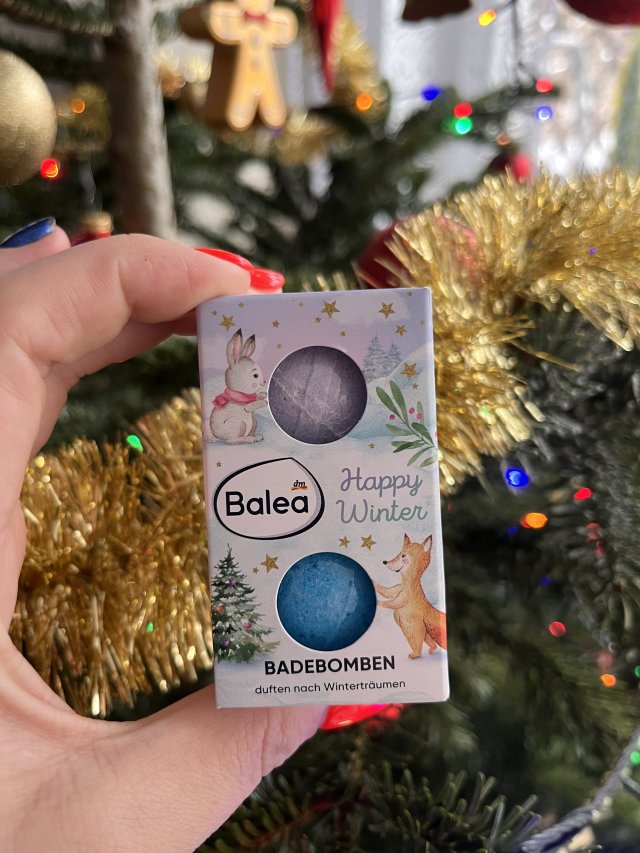 dm
Balea
Happy
Winter
BADEBOMBEN
duften nach Winterträumen